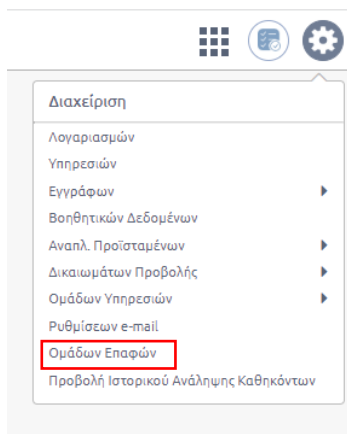 Διαχείριση
Λογαριασμών
Υπηρεσιών
Εγγράφων
Βοηθητικών Δεδομένων
Αναπλ. Προϊσταμένων
Δικαιωμάτων Προβολής
Ομάδων Υπηρεσιών
Ρυθμίσεων e-mail
Ομάδων Επαφών
Προβολή Ιστορικού Ανάληψης Καθηκόντων